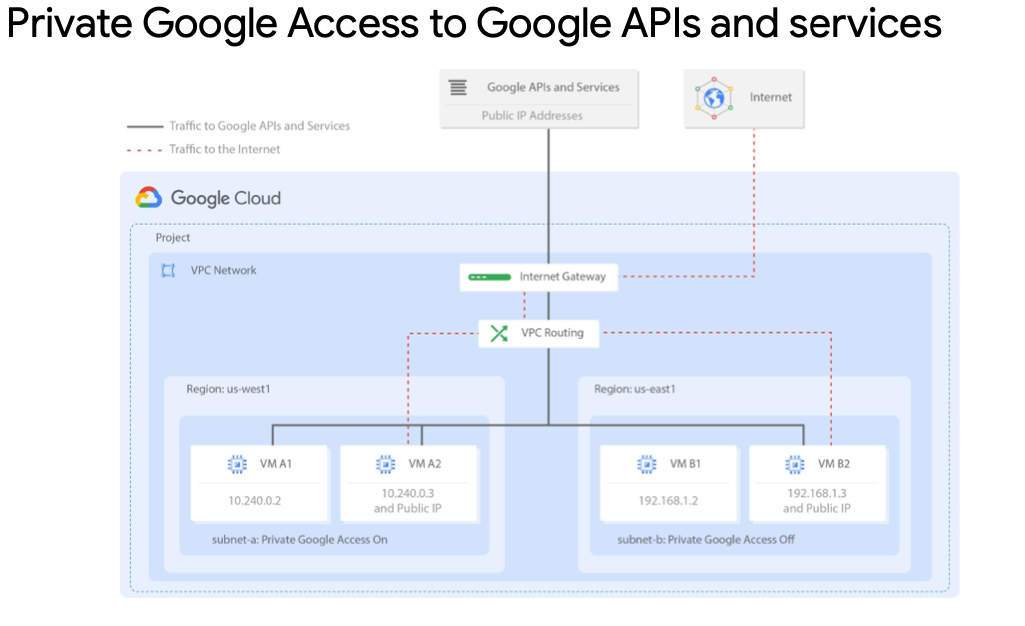 Private Google Access to Google APIs and services
Google APIs and Services
Public IP Addresses
Internet
Traffic to Google APIs and Services
Traffic to the Internet
Google Cloud
Project
VPC Network
Internet Gateway
VPC Routing
Region: us-west1
Region: us-east1
VM A1
10.240.0.2
VM A2
10.240.0.3
and Public IP
subnet-a: Private Google Access On
VM B1
192.168.1.2
VM B2
192.168.1.3
and Public IP
subnet-b: Private Google Access Off